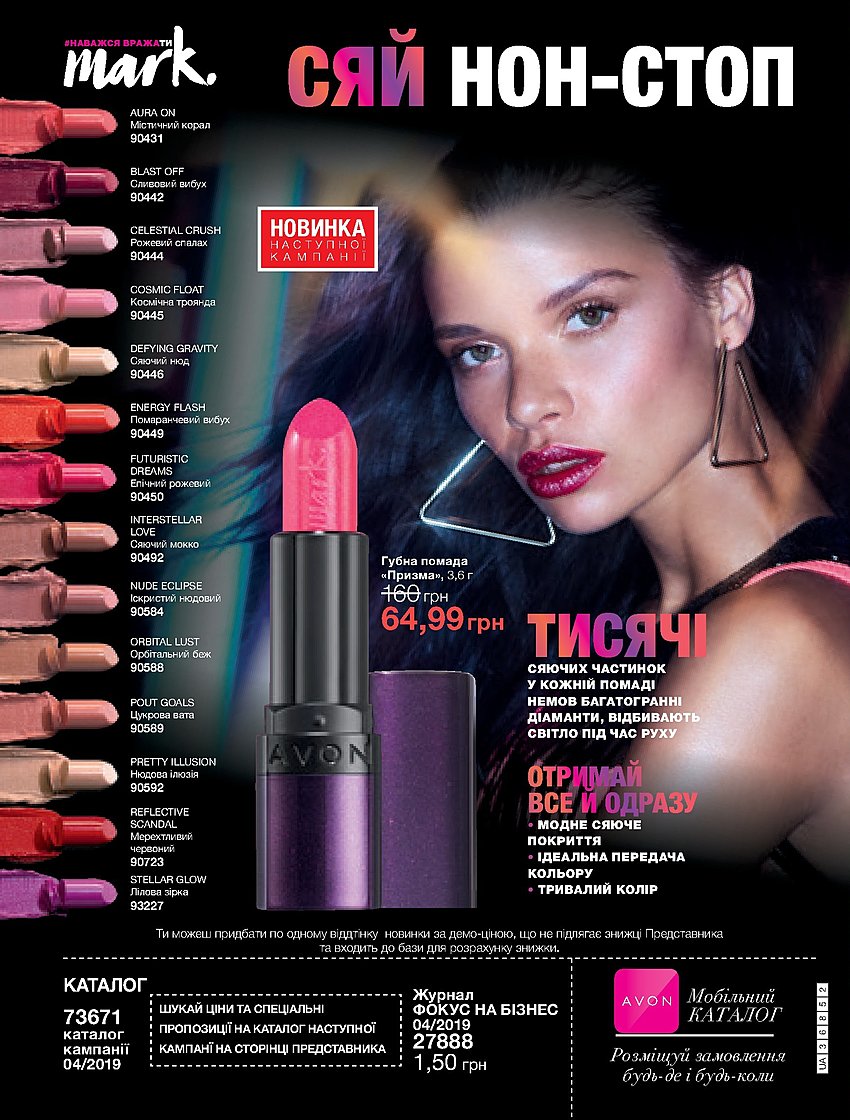 #НАВАЖСЯ ВРАЖАТИ
mark.
СЯЙ НОН-СТОП
AURA ON
Містичний корал
90431
BLAST OFF
Сливовий вибух
90442
CELESTIAL CRUSH
Рожевий спалах
90444
COSMIC FLOAT
Космічна троянда
90445
DEFYING GRAVITY
Сяючий нюд
90446
ENERGY FLASH
Помаранчевий вибух
90449
FUTURISTIC
DREAMS
Епічний рожевий
90450
INTERSTELLAR
LOVE
Сяючий мокко
90492
NUDE ECLIPSE
Іскристий нюдовий
90584
ORBITAL LUST
Орбітальний беж
90588
POUT GOALS
Цукрова вата
90589
PRETTY ILLUSION
Нюдова ілюзія
90592
REFLECTIVE
SCANDAL
Мерехтливий
червоний
90723
STELLAR GLOW
Лілова зірка
93227
НОВИНКА
НАСТУПНОЇ
КАМПАНІЇ
mark.
AVON
Губна помада
«Призма», 3,6 г
160 грн
64,99 грн
ТИСЯЧІ
СЯЮЧИХ ЧАСТИНОК
У КОЖНІЙ ПОМАДІ
НЕМОВ БАГАТОГРАННІ
ДІАМАНТИ, ВІДБИВАЮТЬ
СВІТЛО ПІД ЧАС РУХУ
ОТРИМАЙ
ВСЕ Й ОДРАЗУ
• МОДНЕ СЯЮЧЕ
ПОКРИТТЯ
• ІДЕАЛЬНА ПЕРЕДАЧА
КОЛЬОРУ
• ТРИВАЛИЙ КОЛІР
Ти можеш придбати по одному віддтінку новинки за демо-ціною, що не підлягає знижці Представника
та входить до бази для розрахунку знижки.
КАТАЛОГ
73671
каталог
кампанії
04/2019
ШУКАЙ ЦІНИ ТА СПЕЦІАЛЬНІ
ПРОПОЗИЦІЇ НА КАТАЛОГ НАСТУПНОЇ
КАМПАНЇ НА СТОРІНЦІ ПРЕДСТАВНИКА
Журнал
ФОКУС НА БІЗНЕС
04/2019
27888
1,50 грн
AVON
Мобільний
КАТАЛОГ
Розміщуй замовлення
будь-де і будь-коли
UA36852